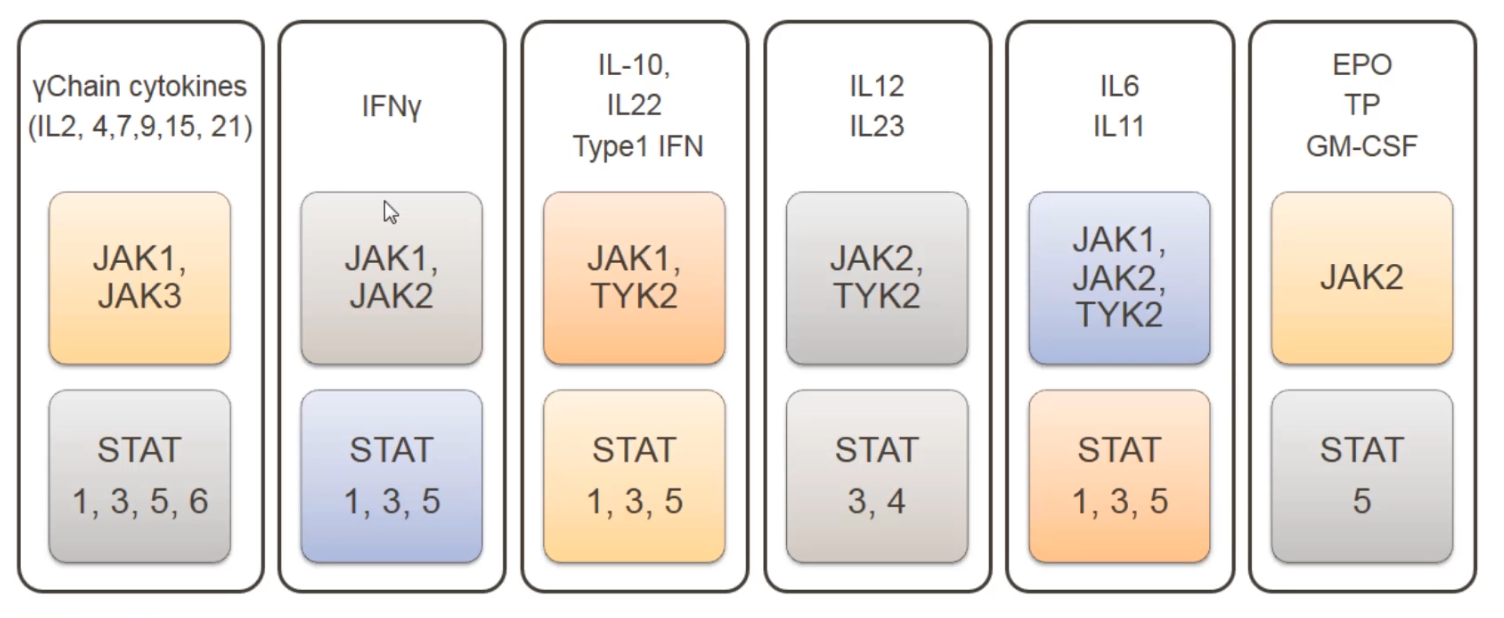 γChain cytokines
(IL2, 4,7,9,15, 21)
JAK1,
JAK3
STAT
1, 3, 5, 6
IFNγ
JAK1,
JAK2
STAT
1, 3, 5
IL-10,
IL22
Type1 IFN
JAK1,
TYK2
STAT
1, 3, 5
IL12
IL23
JAK2,
TYK2
STAT
3, 4
IL6
IL11
JAK1,
JAK2,
TYK2
STAT
1, 3, 5
EPO
TP
GM-CSF
JAK2
STAT
5